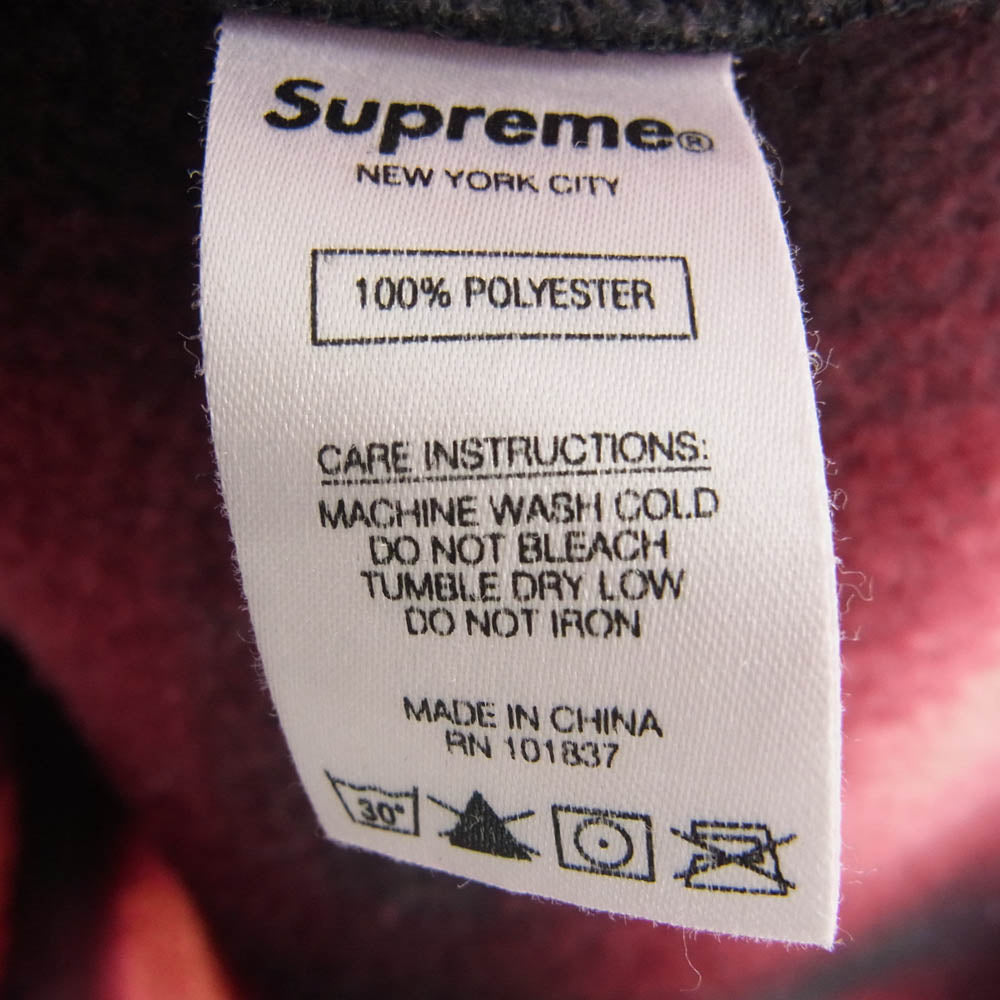 Supreme®
NEW YORK CITY
100% POLYESTER
CARE INSTRUCTIONS:
MACHINE WASH COLD
DO NOT BLEACH
TUMBLE DRY LOW
DO NOT IRON
MADE IN CHINA
RN 101837
30°